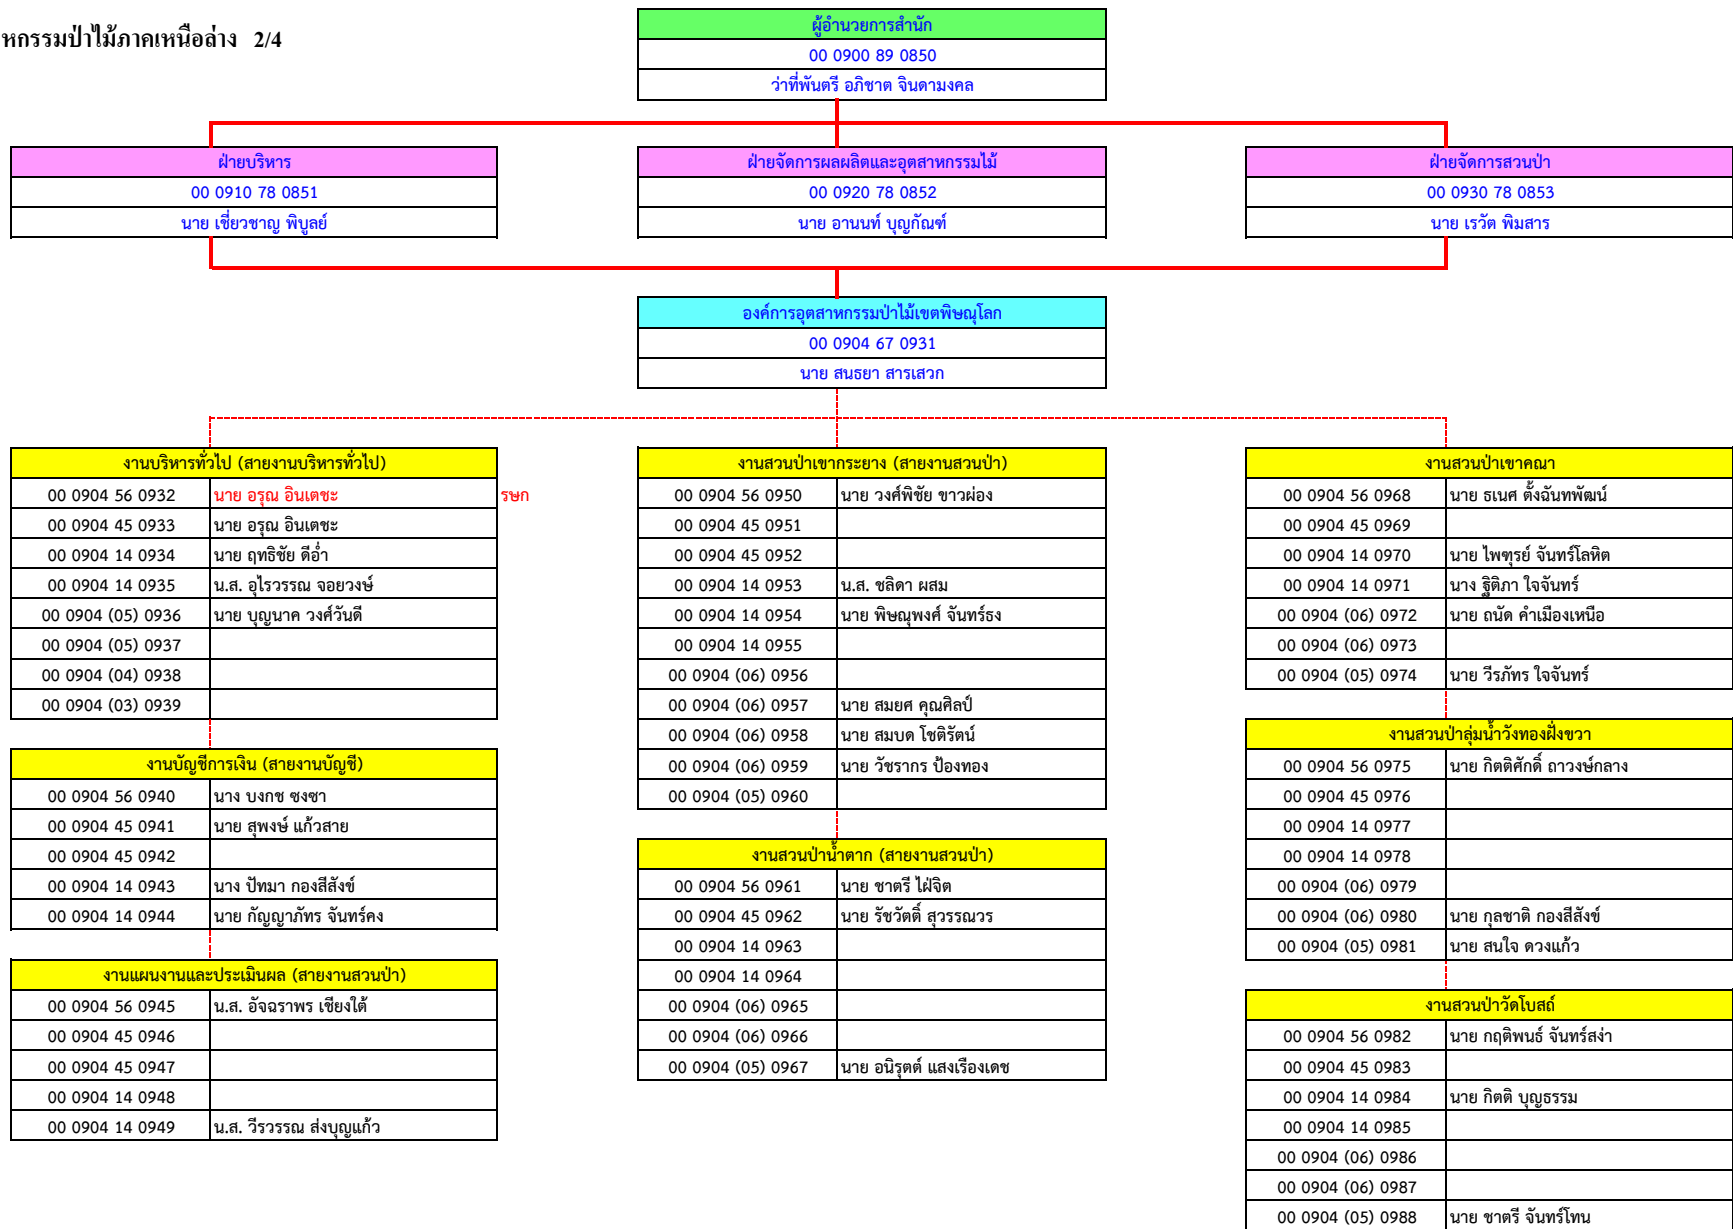 หกรรมป่าไม้ภาคเหนือล่าง 2/4
ผู้อำนวยการสำนัก
00 0900 89 0850
ว่าที่พันตรี อภิชาต จินดามงคล
ฝ่ายบริหาร
00 0910 78 0851
นาย เชี่ยวชาญ พิบูลย์
ฝ่ายจัดการผลผลิตและอุตสาหกรรมไม้
00 0920 78 0852
นาย อานนท์ บุญกัณฑ์
ฝ่ายจัดการสวนป่า
00 0930 78 0853
นาย เรวัต พิมสาร
องค์การอุตสาหกรรมป่าไม้เขตพิษณุโลก
00 0904 67 0931
นาย สนธยา สารเสวก
งานบริหารทั่วไป (สายงานบริหารทั่วไป)
00 0904 56 0932 นาย อรุณ อินเตชะ รษก
00 0904 45 0933 นาย อรุณ อินเตชะ
00 0904 14 0934 นาย ฤทธิชัย ดีอ่ำ
00 0904 14 0935 น.ส. อุไรวรรณ จอยวงษ์
00 0904 (05) 0936 นาย บุญนาค วงศ์วันดี
00 0904 (05) 0937
00 0904 (04) 0938
00 0904 (03) 0939
งานบัญชีการเงิน (สายงานบัญชี)
00 0904 56 0940 นาง บงกช ซงซา
00 0904 45 0941 นาย สุพงษ์ แก้วสาย
00 0904 45 0942
00 0904 14 0943 นาง ปัทมา กองสีสังข์
00 0904 14 0944 นาย กัญญาภัทร จันทร์คง
งานแผนงานและประเมินผล (สายงานสวนป่า)
00 0904 56 0945 น.ส. อัจฉราพร เชียงใต้
00 0904 45 0946
00 0904 45 0947
00 0904 14 0948
00 0904 14 0949 น.ส. วีรวรรณ ส่งบุญแก้ว
งานสวนป่าเขากระยาง (สายงานสวนป่า)
00 0904 56 0950 นาย วงศ์พิชัย ขาวผ่อง
00 0904 45 0951
00 0904 45 0952
00 0904 14 0953 น.ส. ชลิดา ผสม
00 0904 14 0954 นาย พิษณุพงศ์ จันทร์ธง
00 0904 14 0955
00 0904 (06) 0956
00 0904 (06) 0957 นาย สมยศ คุณศิลป์
00 0904 (06) 0958 นาย สมบด โชติรัตน์
00 0904 (06) 0959 นาย วัชรากร ป้องทอง
00 0904 (05) 0960
งานสวนป่าน้ำตาก (สายงานสวนป่า)
00 0904 56 0961 นาย ชาตรี ไฝ่จิต
00 0904 45 0962 นาย รัชวัตติ์ สุวรรณวร
00 0904 14 0963
00 0904 14 0964
00 0904 (06) 0965
00 0904 (06) 0966
00 0904 (05) 0967 นาย อนิรุตต์ แสงเรืองเดช
งานสวนป่าเขาคณา
00 0904 56 0968 นาย ธเนศ ตั้งฉันทพัฒน์
00 0904 45 0969
00 0904 14 0970 นาย ไพฑูรย์ จันทร์โลหิต
00 0904 14 0971 นาง ฐิติภา ใจจันทร์
00 0904 (06) 0972 นาย ถนัด คำเมืองเหนือ
00 0904 (06) 0973
00 0904 (05) 0974 นาย วีรภัทร ใจจันทร์
งานสวนป่าลุ่มน้ำวังทองฝั่งขวา
00 0904 56 0975 นาย กิตติศักดิ์ ถาวงษ์กลาง
00 0904 45 0976
00 0904 14 0977
00 0904 14 0978
00 0904 (06) 0979
00 0904 (06) 0980 นาย กุลชาติ กองสีสังข์
00 0904 (05) 0981 นาย สนใจ ดวงแก้ว
งานสวนป่าวัดโบสถ์
00 0904 56 0982 นาย กฤติพนธ์ จันทร์สง่า
00 0904 45 0983
00 0904 14 0984 นาย กิตติ บุญธรรม
00 0904 14 0985
00 0904 (06) 0986
00 0904 (06) 0987
00 0904 (05) 0988 นาย ชาตรี จันทร์โทน